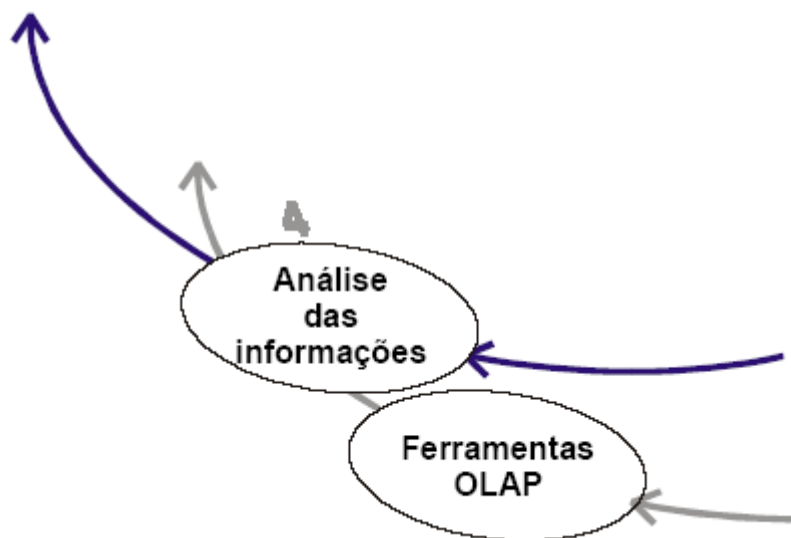 4
Análise
das
informações
Ferramentas
OLAP